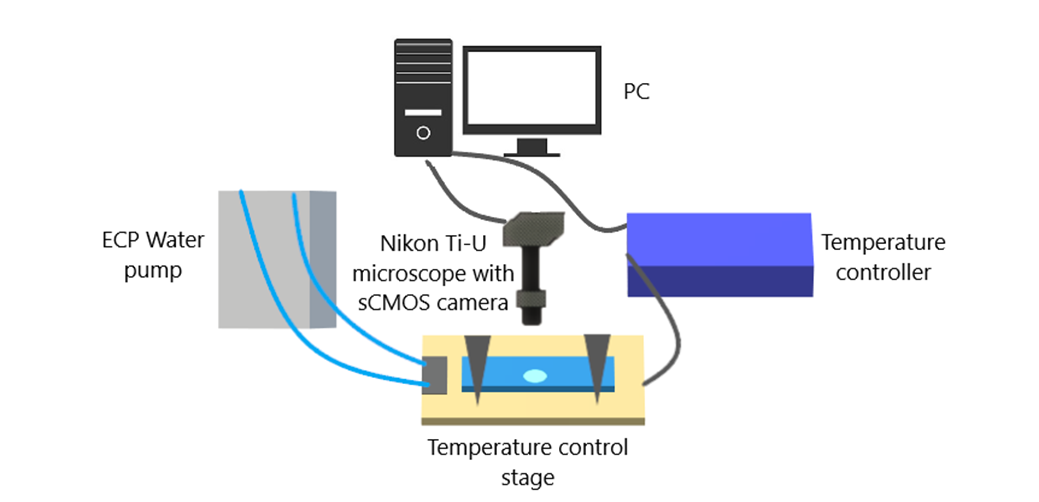 PC
ECP Water
pump
Nikon Ti-U
microscope with
sCMOS camera
Temperature
controller
Temperature control
stage